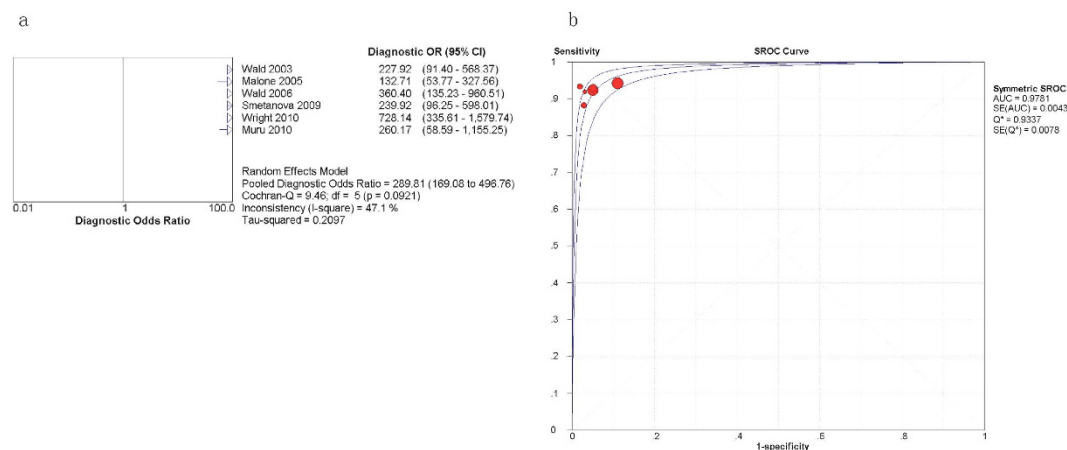 a
Diagnostic OR (95% CI)
Wald 2003 227.92 (91.40 - 568.37)
Malone 2005 132.71 (53.77 - 327.56)
Wald 2006 360.40 (135.23 - 960.51)
Smetanova 2009 239.92 (96.25 - 598.01)
Wright 2010 728.14 (335.61 - 1,579.74)
Muru 2010 260.17 (58.59 - 1,155.25)
Random Effects Model
Pooled Diagnostic Odds Ratio = 289.81 (169.08 to 496.76)
Cochran-Q = 9.46; df = 5 (p = 0.0921)
Inconsistency (I-square) = 47.1 %
Tau-squared = 0.2097
0.01 1 100.0
Diagnostic Odds Ratio
b
Sensitivity SROC Curve
1
.9
.8
.7
.6
.5
.4
.3
.2
.1
0
0 .2 .4 .6 .8 1
1-specificity
Symmetric SROC
AUC = 0.9781
SE(AUC) = 0.0043
Q* = 0.9337
SE(Q*) = 0.0078